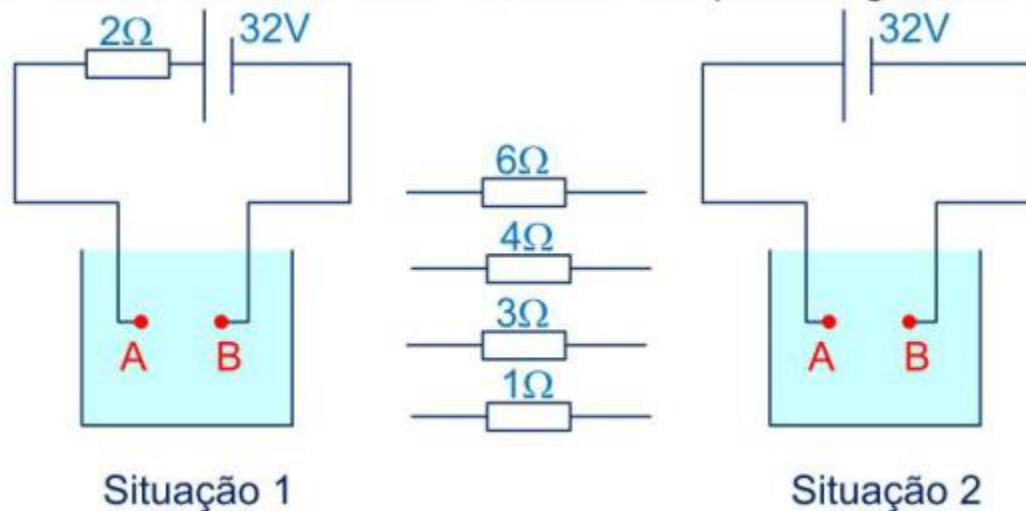 2Ω 32V
32V
6Ω
4Ω
3Ω
1Ω
A B
A B
Situação 1
Situação 2